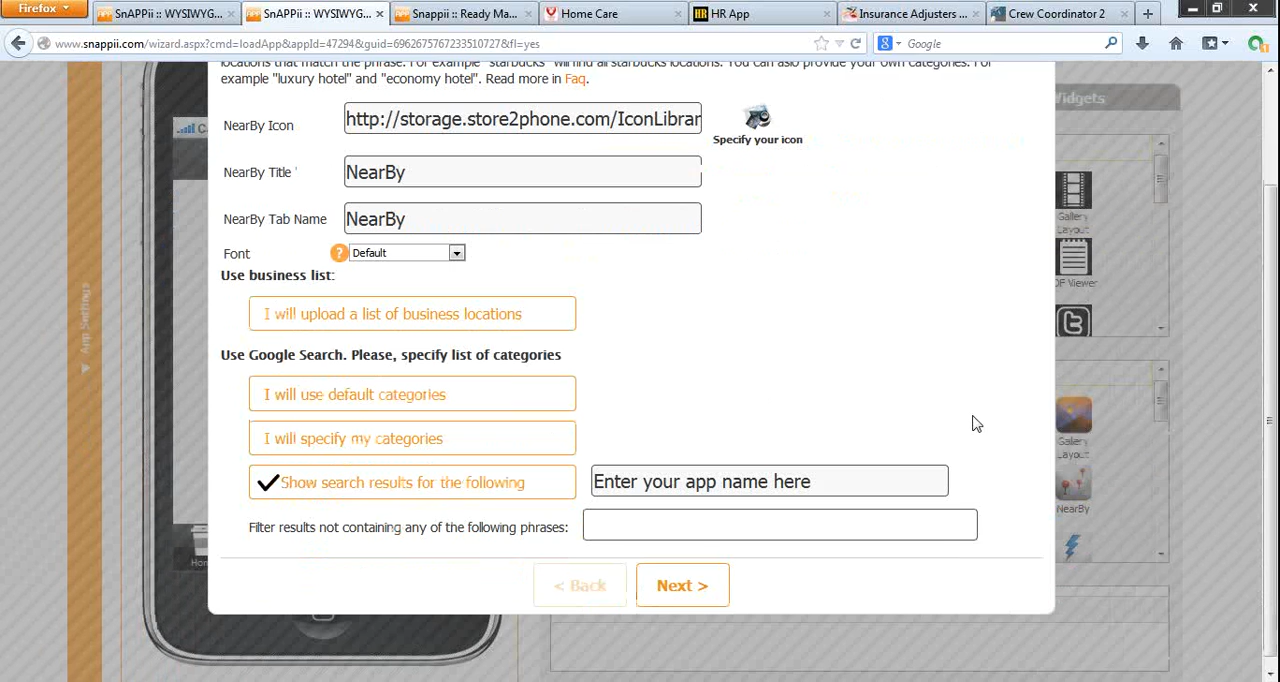 Firefox
SnAPPii :: WYSIWYG...
SnAPPii :: WYSIWYG...
Snappii :: Ready Ma...
Home Care
HR App
Insurance Adjusters ...
Crew Coordinator 2
www.snappii.com/wizard.aspx?cmd=loadApp&appId=47294&guid=6962675767233510727&fl=yes
Google
locations that match the phrase. For example "starbucks" will find all starbucks locations. You can also provide your own categories. For
example "luxury hotel" and "economy hotel". Read more in Faq.
Widgets
NearBy Icon
http://storage.store2phone.com/IconLibrar
Specify your icon
NearBy Title
NearBy
NearBy Tab Name
NearBy
Font
? Default
Use business list:
I will upload a list of business locations
Use Google Search. Please, specify list of categories
I will use default categories
I will specify my categories
Show search results for the following
Enter your app name here
Filter results not containing any of the following phrases:
< Back
Next >
App Settings
Gallery
Layout
DF Viewer
Gallery
Layout
NearBy
Hom